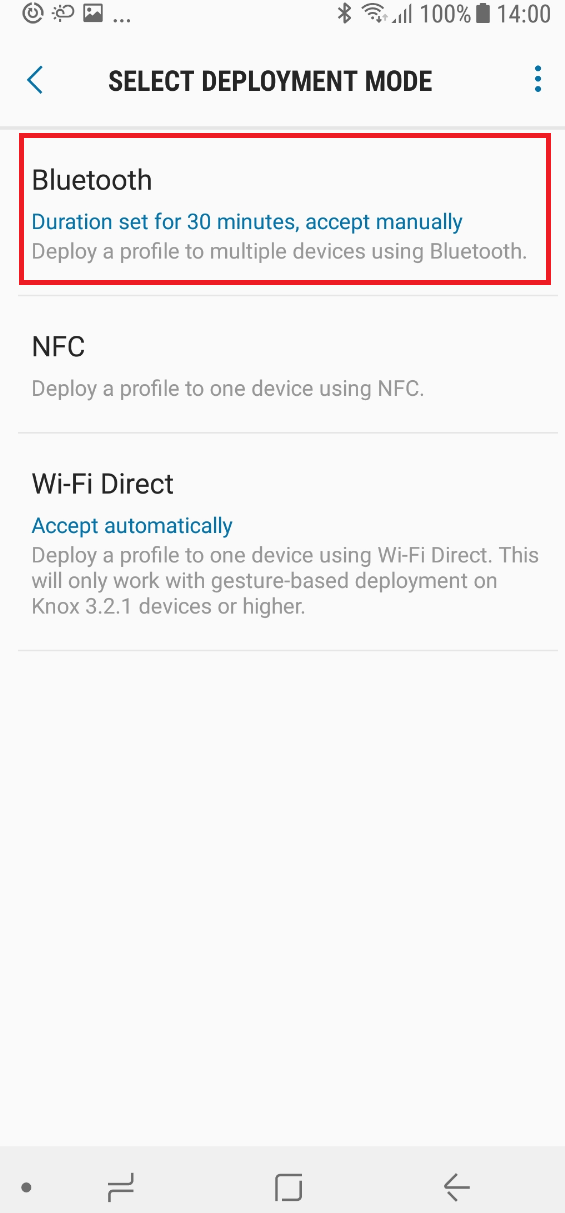 ... 100% 14:00
SELECT DEPLOYMENT MODE
Bluetooth
Duration set for 30 minutes, accept manually
Deploy a profile to multiple devices using Bluetooth.
NFC
Deploy a profile to one device using NFC.
Wi-Fi Direct
Accept automatically
Deploy a profile to one device using Wi-Fi Direct. This
will only work with gesture-based deployment on
Knox 3.2.1 devices or higher.